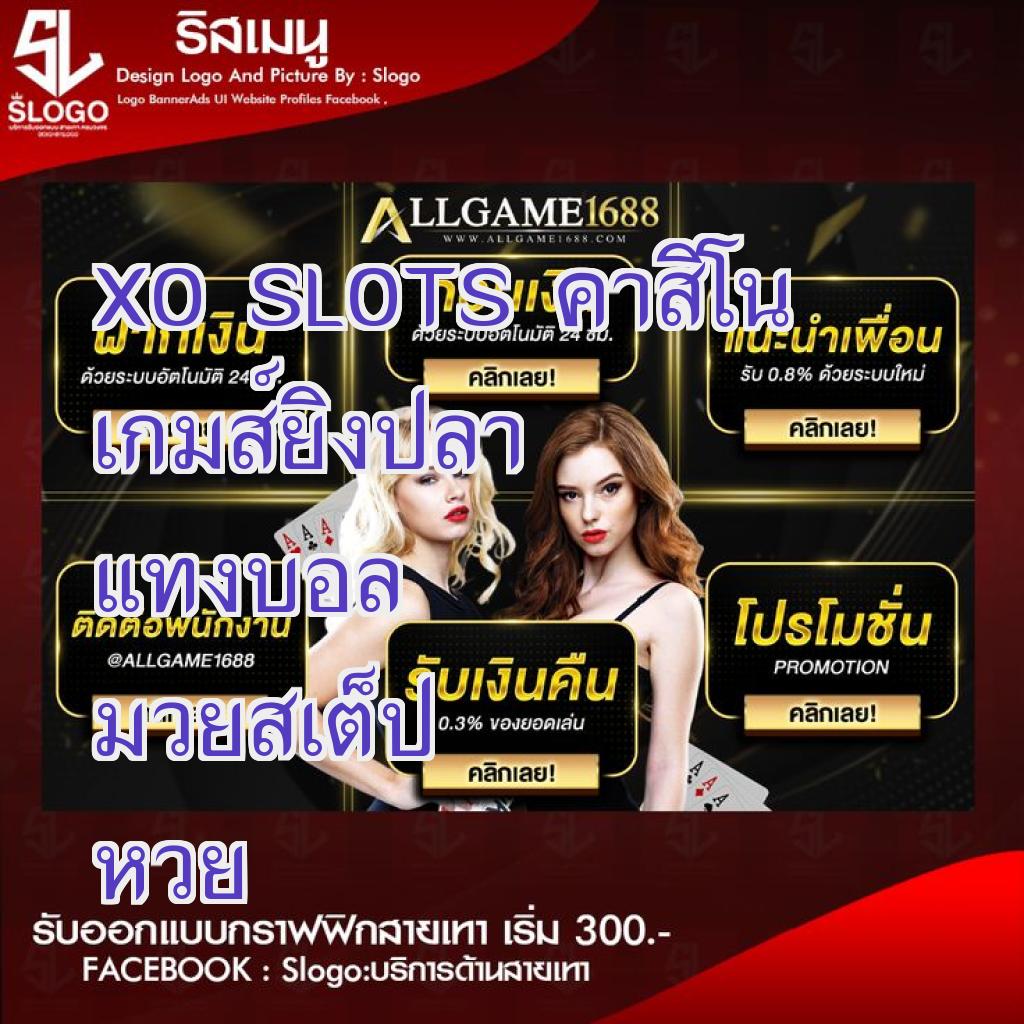 SL
ริสเมนู
Design Logo And Picture By : Slogo
Logo BannerAds UI Website Profiles Facebook .
SLOGO
ALLGAME1688
WWW.ALLGAME1688.COM
XO SLOTS คาสิโน
ฝากเงิน
ด้วยระบบอัตโนมัติ 24
ด้วยระบบอัตโนมัติ 24 ชม.
คลิกเลย!
แนะนำเพื่อน
รับ 0.8% ด้วยระบบใหม่
คลิกเลย!
เกมส์ยิงปลา
แทงบอล
ติดต่อพนักงาน
@ALLGAME1688
รับเงินคืน
0.3% ของยอดเล่น
คลิกเลย!
โปรโมชั่น
PROMOTION
คลิกเลย!
มวยสเต็ป
หวย
รับออกแบบกราฟฟิกสายเทา เริ่ม 300.-
FACEBOOK : Slogo:บริการด้านสายเทา